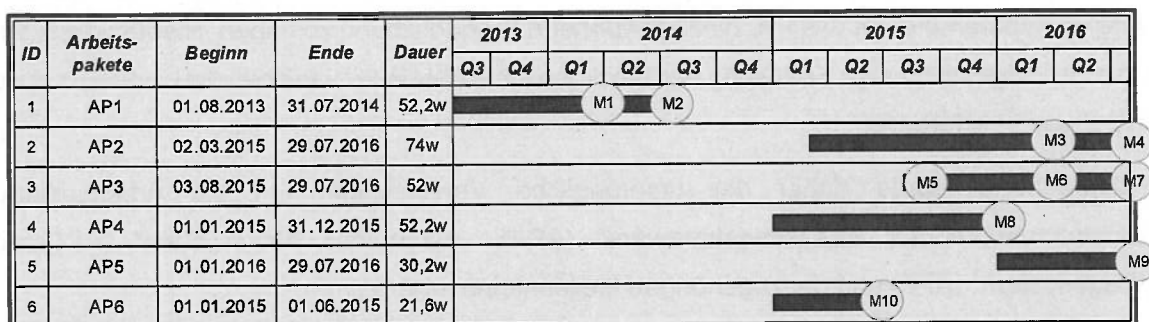 ID Arbeits-pakete Beginn Ende Dauer 2013 2014 2015 2016
Q3 Q4 Q1 Q2 Q3 Q4 Q1 Q2 Q3 Q4 Q1 Q2
1 AP1 01.08.2013 31.07.2014 52,2w M1 M2
2 AP2 02.03.2015 29.07.2016 74w M3 M4
3 AP3 03.08.2015 29.07.2016 52w M5 M6 M7
4 AP4 01.01.2015 31.12.2015 52,2w M8
5 AP5 01.01.2016 29.07.2016 30,2w M9
6 AP6 01.01.2015 01.06.2015 21,6w M10